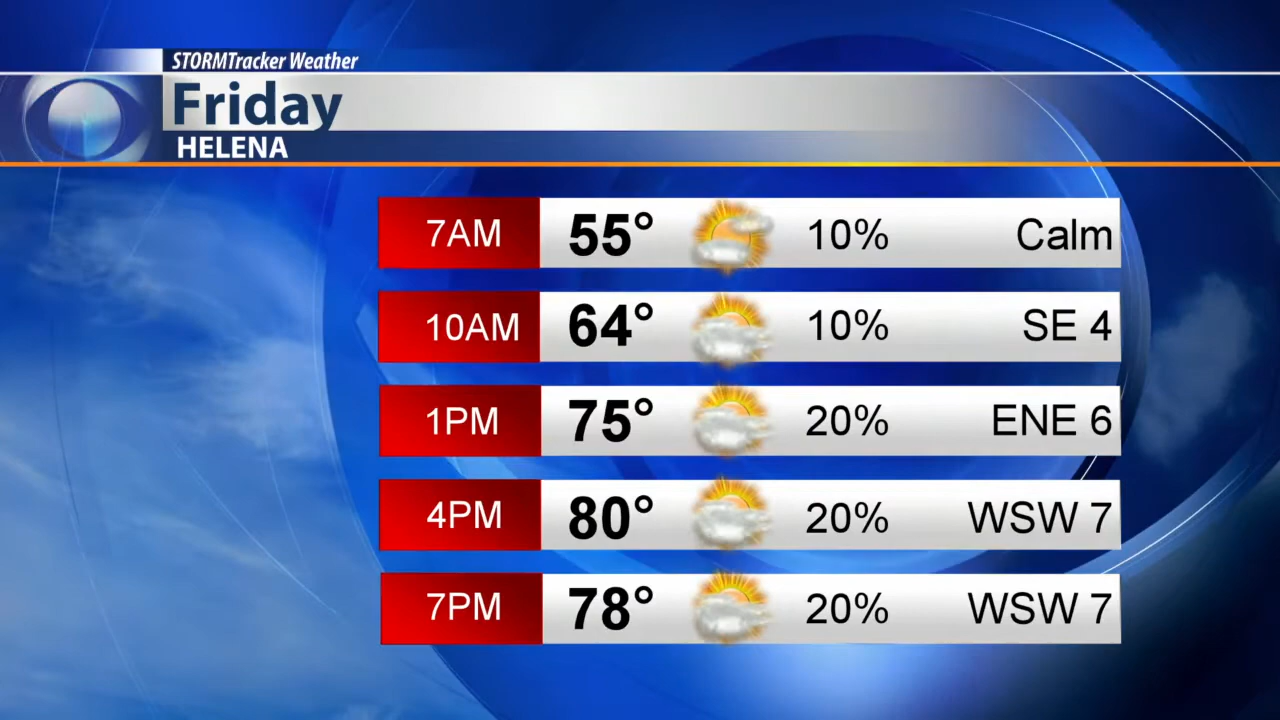 STORMTracker Weather
Friday
HELENA
7AM 55° 10% Calm
10AM 64° 10% SE 4
1PM 75° 20% ENE 6
4PM 80° 20% WSW 7
7PM 78° 20% WSW 7